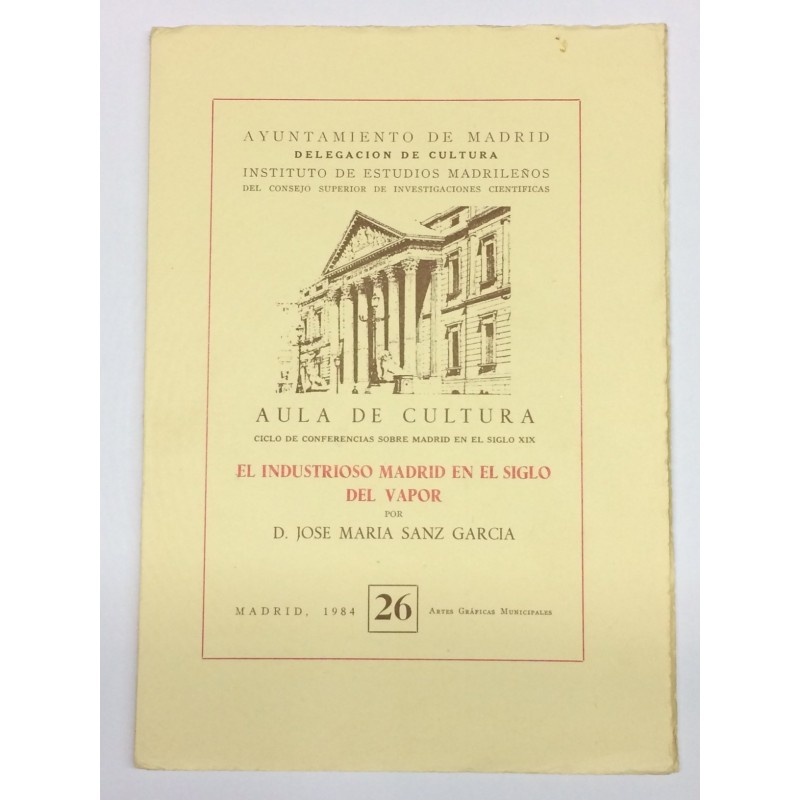 AYUNTAMIENTO DE MADRID
DELEGACION DE CULTURA
INSTITUTO DE ESTUDIOS MADRILEÑOS
DEL CONSEJO SUPERIOR DE INVESTIGACIONES CIENTIFICAS
AULA DE CULTURA
CICLO DE CONFERENCIAS SOBRE MADRID EN EL SIGLO XIX
EL INDUSTRIOSO MADRID EN EL SIGLO
DEL VAPOR
POR
D. JOSE MARIA SANZ GARCIA
MADRID, 1984 26 ARTES GRÁFICAS MUNICIPALES